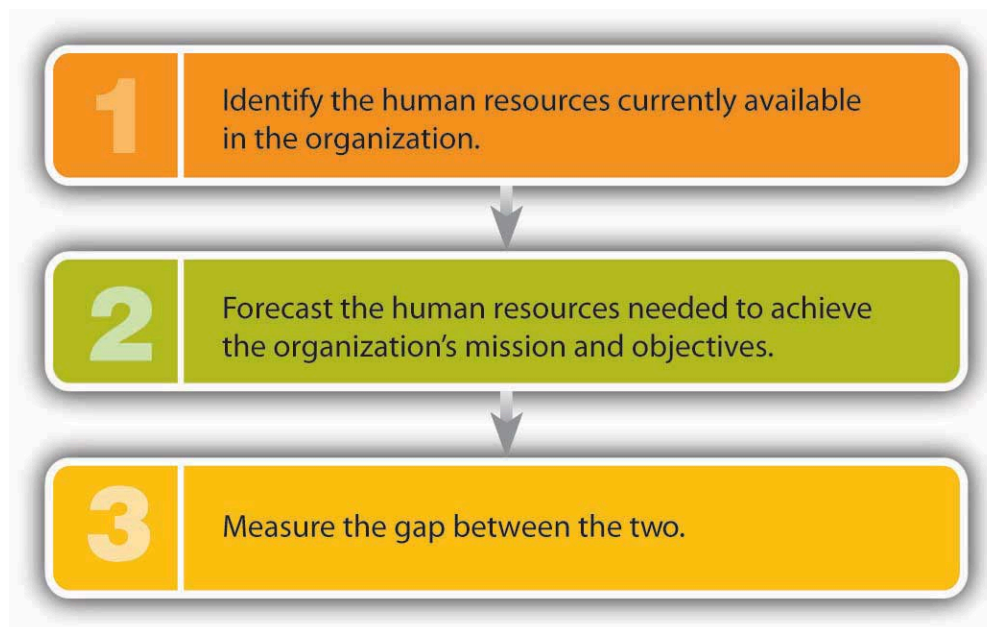 1
Identify the human resources currently available
in the organization.
2
Forecast the human resources needed to achieve
the organization’s mission and objectives.
3
Measure the gap between the two.